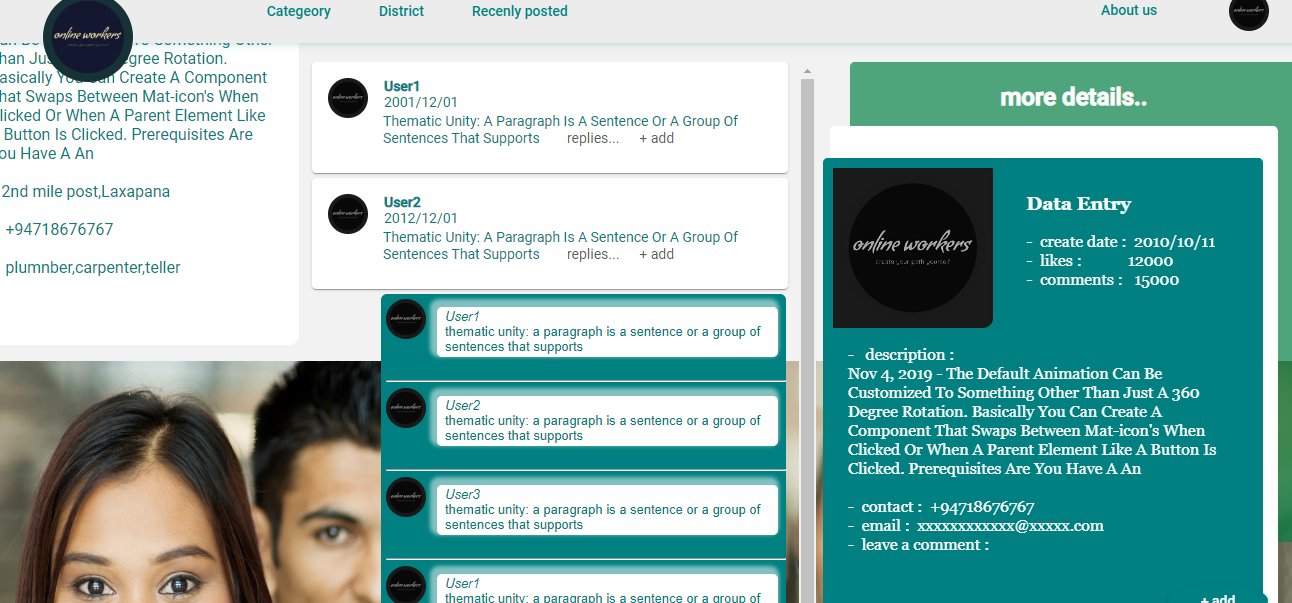 Categeory
District
Recenly posted
About us
online workers
Than Just
Degree Rotation.
Basically You Can Create A Component
That Swaps Between Mat-icon's When
Clicked Or When A Parent Element Like
Button Is Clicked. Prerequisites Are
You Have A An
2nd mile post,Laxapana
+94718676767
plumnber,carpenter,teller
User1
2001/12/01
Thematic Unity: A Paragraph Is A Sentence Or A Group Of
Sentences That Supports replies... + add
User2
2012/12/01
Thematic Unity: A Paragraph Is A Sentence Or A Group Of
Sentences That Supports replies... + add
User1
thematic unity: a paragraph is a sentence or a group of
sentences that supports
User2
thematic unity: a paragraph is a sentence or a group of
sentences that supports
User3
thematic unity: a paragraph is a sentence or a group of
sentences that supports
User1
thematic unity: a paragraph is a sentence or a group of
more details..
online workers
create your path yourself
Data Entry
- create date : 2010/10/11
- likes : 12000
- comments : 15000
- description :
Nov 4, 2019 - The Default Animation Can Be
Customized To Something Other Than Just A 360
Degree Rotation. Basically You Can Create A
Component That Swaps Between Mat-icon's When
Clicked Or When A Parent Element Like A Button Is
Clicked. Prerequisites Are You Have A An
- contact : +94718676767
- email : xxxxxxxxxxxx@xxxxx.com
- leave a comment :
+ add